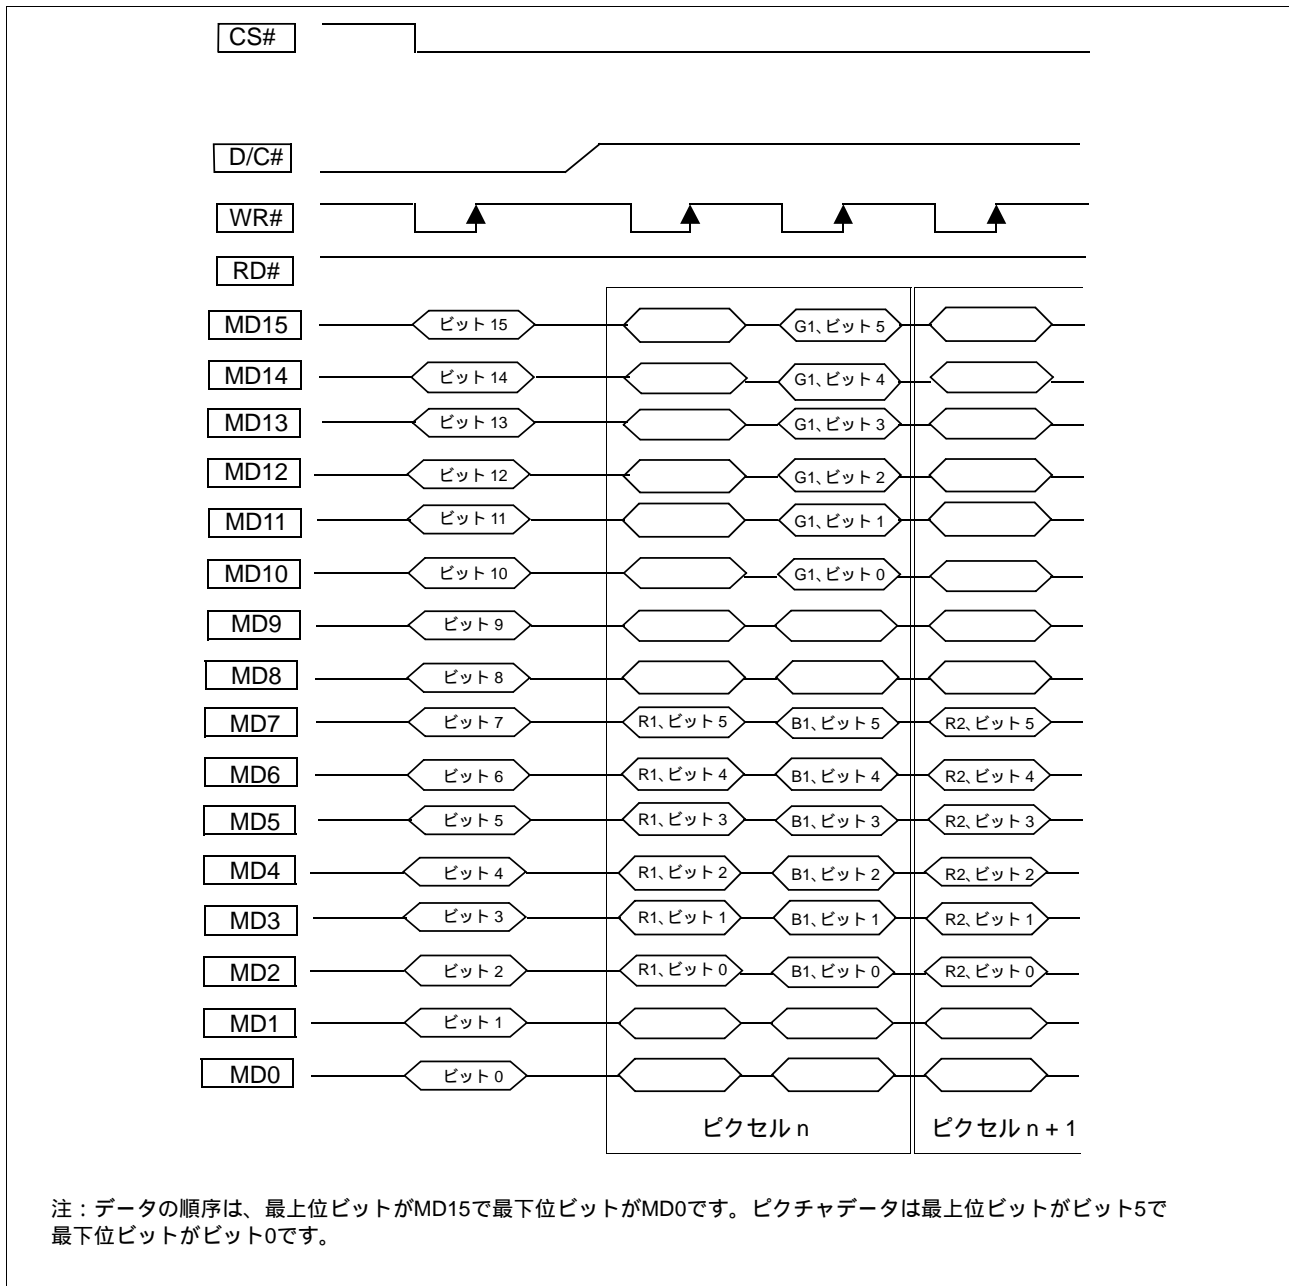 CS#
D/C#
WR#
RD#
MD15 ビット 15 G1、ビット 5
MD14 ビット 14 G1、ビット 4
MD13 ビット 13 G1、ビット 3
MD12 ビット 12 G1、ビット 2
MD11 ビット 11 G1、ビット 1
MD10 ビット 10 G1、ビット 0
MD9 ビット 9
MD8 ビット 8
MD7 ビット 7 R1、ビット 5 B1、ビット 5 R2、ビット 5
MD6 ビット 6 R1、ビット 4 B1、ビット 4 R2、ビット 4
MD5 ビット 5 R1、ビット 3 B1、ビット 3 R2、ビット 3
MD4 ビット 4 R1、ビット 2 B1、ビット 2 R2、ビット 2
MD3 ビット 3 R1、ビット 1 B1、ビット 1 R2、ビット 1
MD2 ビット 2 R1、ビット 0 B1、ビット 0 R2、ビット 0
MD1 ビット 1
MD0 ビット 0
ピクセル n ピクセル n + 1
注：データの順序は、最上位ビットがMD15で最下位ビットがMD0です。ピクチャデータは最上位ビットがビット5で
最下位ビットがビット0です。